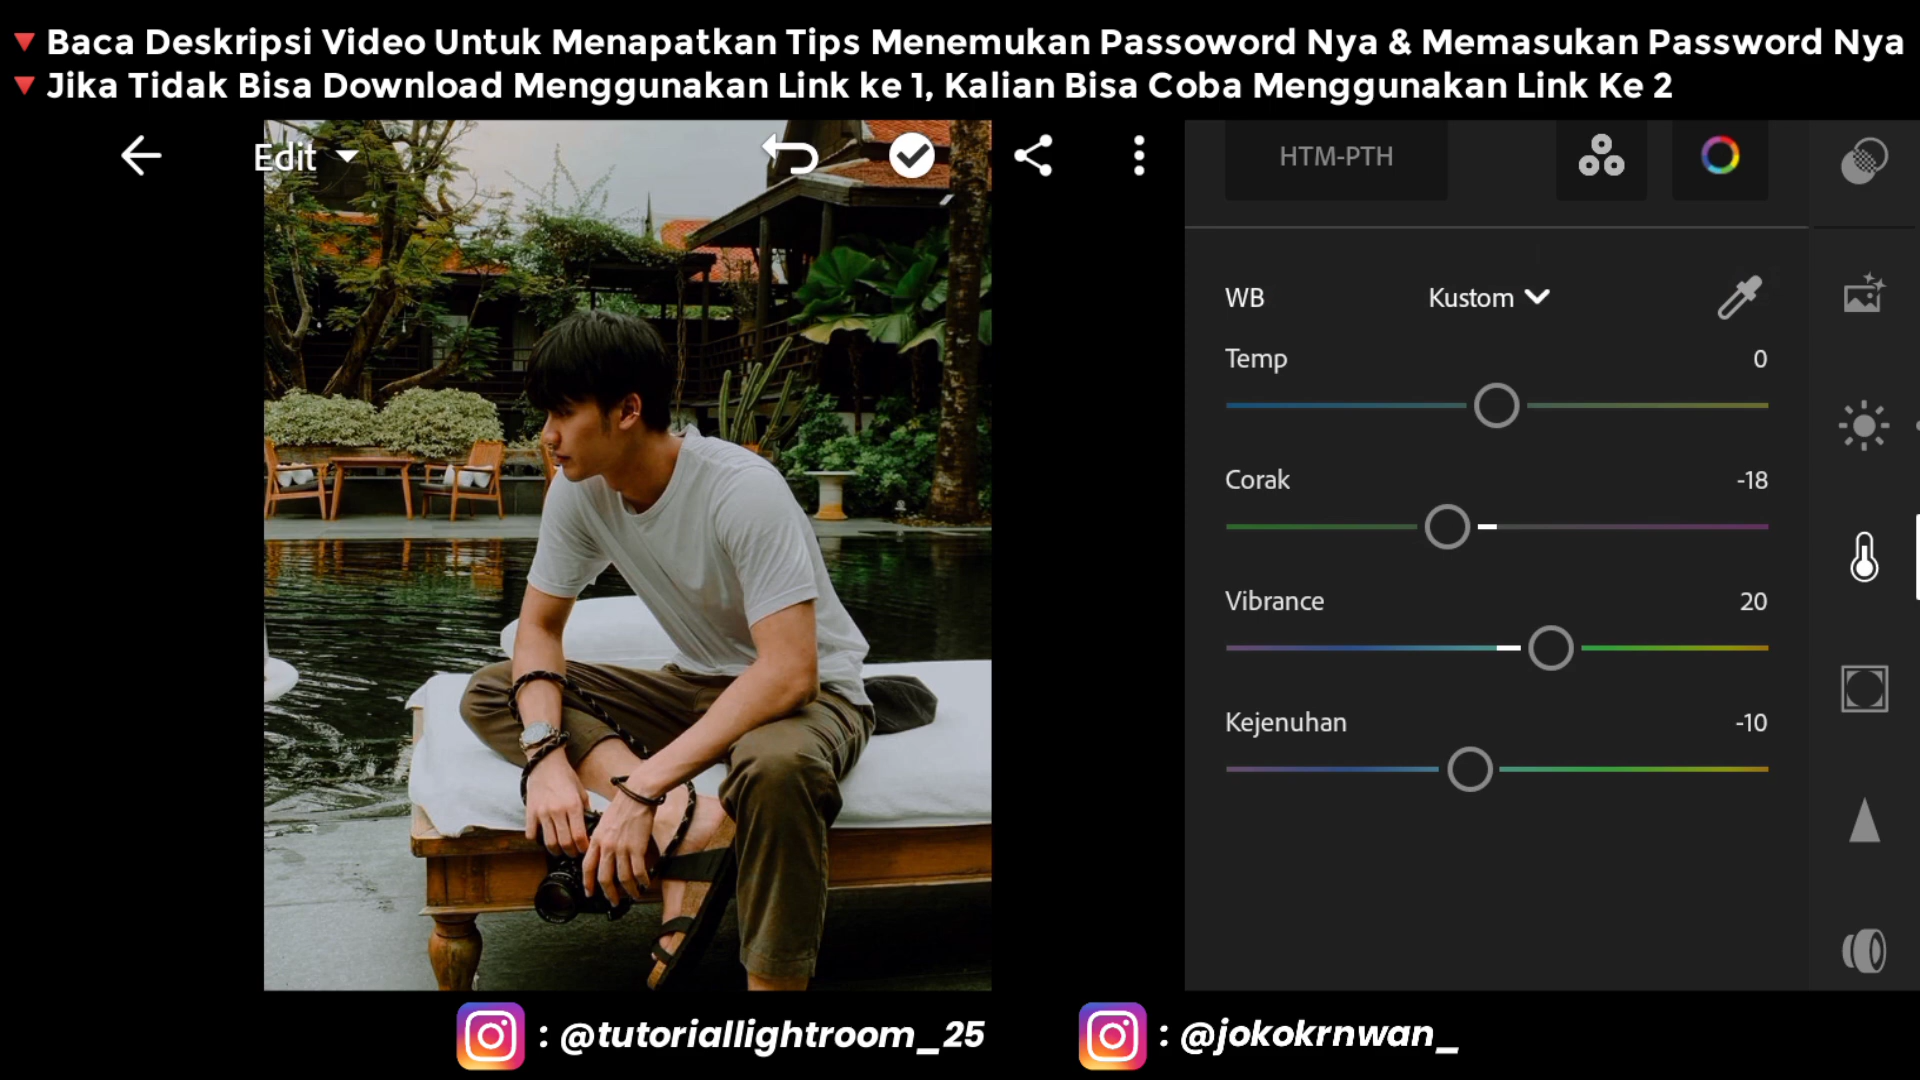 🔻Baca Deskripsi Video Untuk Menapatkan Tips Menemukan Passoword Nya & Memasukan Password Nya
🔻Jika Tidak Bisa Download Menggunakan Link ke 1, Kalian Bisa Coba Menggunakan Link Ke 2
Edit
HTM-PTH
WB Kustom
Temp 0
Corak -18
Vibrance 20
Kejenuhan -10
: @tutoriallightroom_25 : @jokokrnwan_